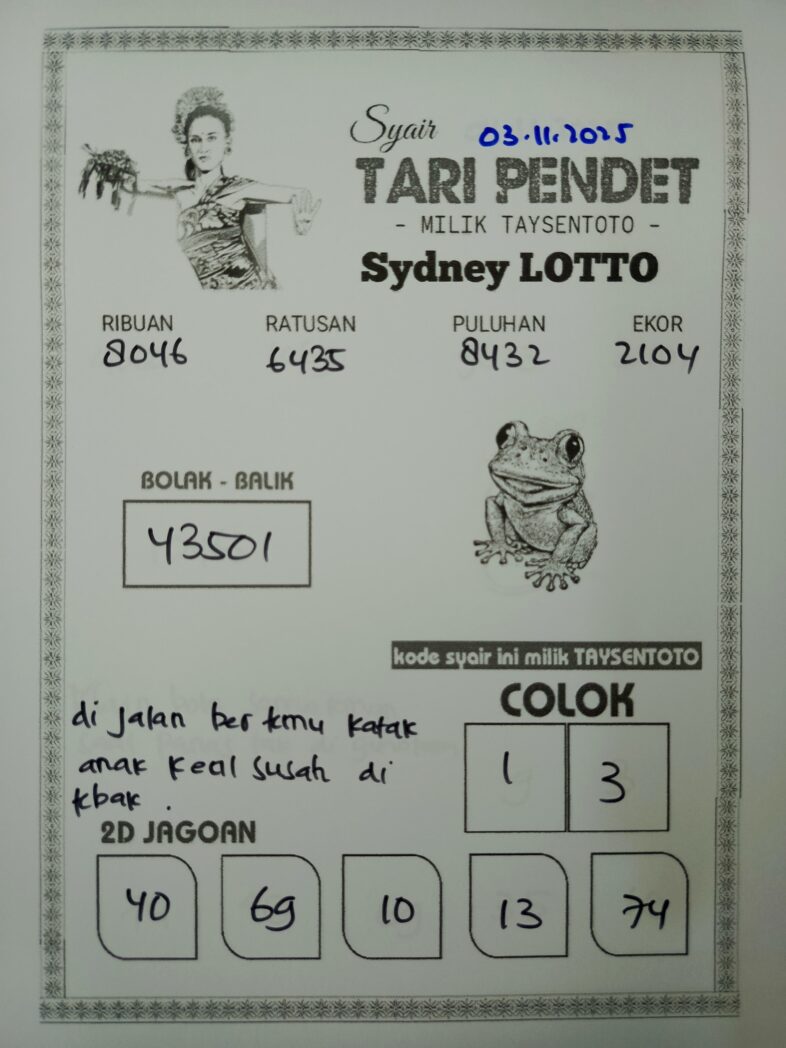 Syair 03.11.2025
TARI PENDET
- MILIK TAYSENTOTO -
Sydney LOTTO
RIBUAN RATUSAN PULUHAN EKOR
8046 6435 8432 2104
BOLAK - BALIK
43501
kode syair ini milik TAYSENTOTO
COLOK
1 3
di jalan ber temu katak
anak kecil susah di
tebak .
2D JAGOAN
40 69 10 13 74